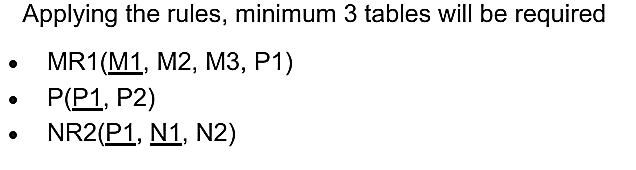 Applying the rules, minimum 3 tables will be required
• MR1(M1, M2, M3, P1)
• P(P1, P2)
• NR2(P1, N1, N2)